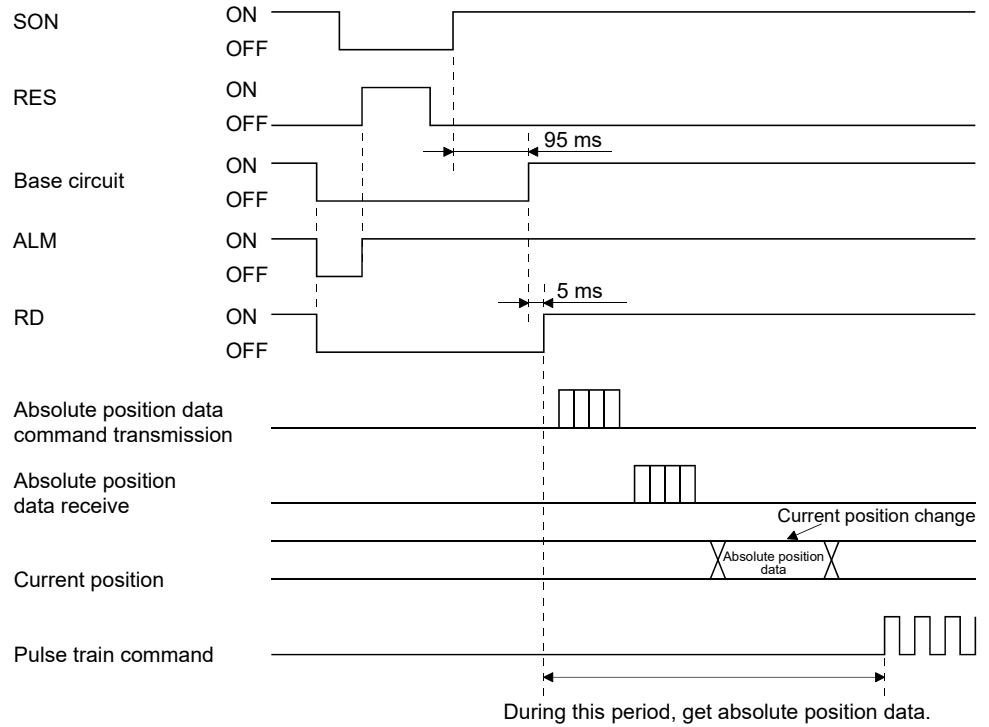 SON
ON
OFF
RES
ON
OFF
95 ms
Base circuit
ON
OFF
ALM
ON
OFF
5 ms
RD
ON
OFF
Absolute position data
command transmission
Absolute position
data receive
Current position change
Current position
Absolute position
data
Pulse train command
During this period, get absolute position data.